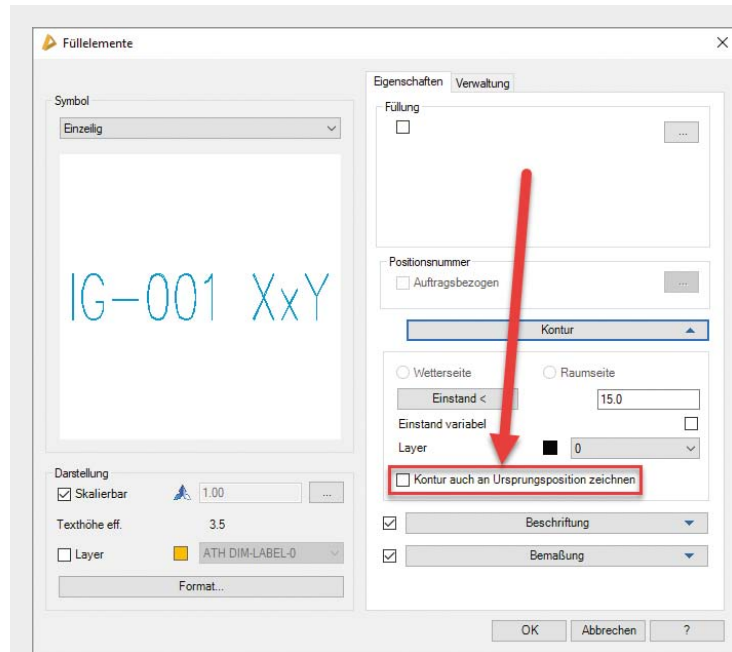 Füllelemente
Symbol
Einzeilig
IG-001 XxY
Darstellung
Skalierbar 1.00 ...
Texthöhe eff. 3.5
Layer ATH DIM-LABEL-0
Format...
Eigenschaften Verwaltung
Füllung
...
Positionsnummer
Auftragsbezogen ...
Kontur
Wetterseite Raumseite
Einstand < 15.0
Einstand variabel
Layer 0
Kontur auch an Ursprungsposition zeichnen
Beschriftung
Bemaßung
OK Abbrechen ?